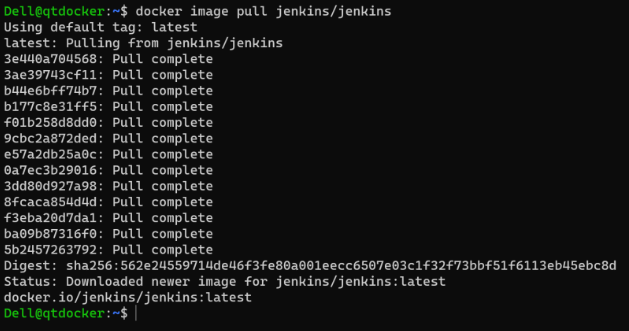 Dell@qtdocker:~$ docker image pull jenkins/jenkins
Using default tag: latest
latest: Pulling from jenkins/jenkins
3e440a704568: Pull complete
3ae39743cf11: Pull complete
b44e6bff74b7: Pull complete
b177c8e31ff5: Pull complete
f01b258d8dd0: Pull complete
9cbc2a872ded: Pull complete
e57a2db25a0c: Pull complete
0a7ec3b29016: Pull complete
3dd80d927a98: Pull complete
8fcaca854d4d: Pull complete
f3eba20d7da1: Pull complete
ba09b87316f0: Pull complete
5b2457263792: Pull complete
Digest: sha256:562e24559714de46f3fe80a001eecc6507e03c1f32f73bbf51f6113eb45ebc8d
Status: Downloaded newer image for jenkins/jenkins:latest
docker.io/jenkins/jenkins:latest
Dell@qtdocker:~$